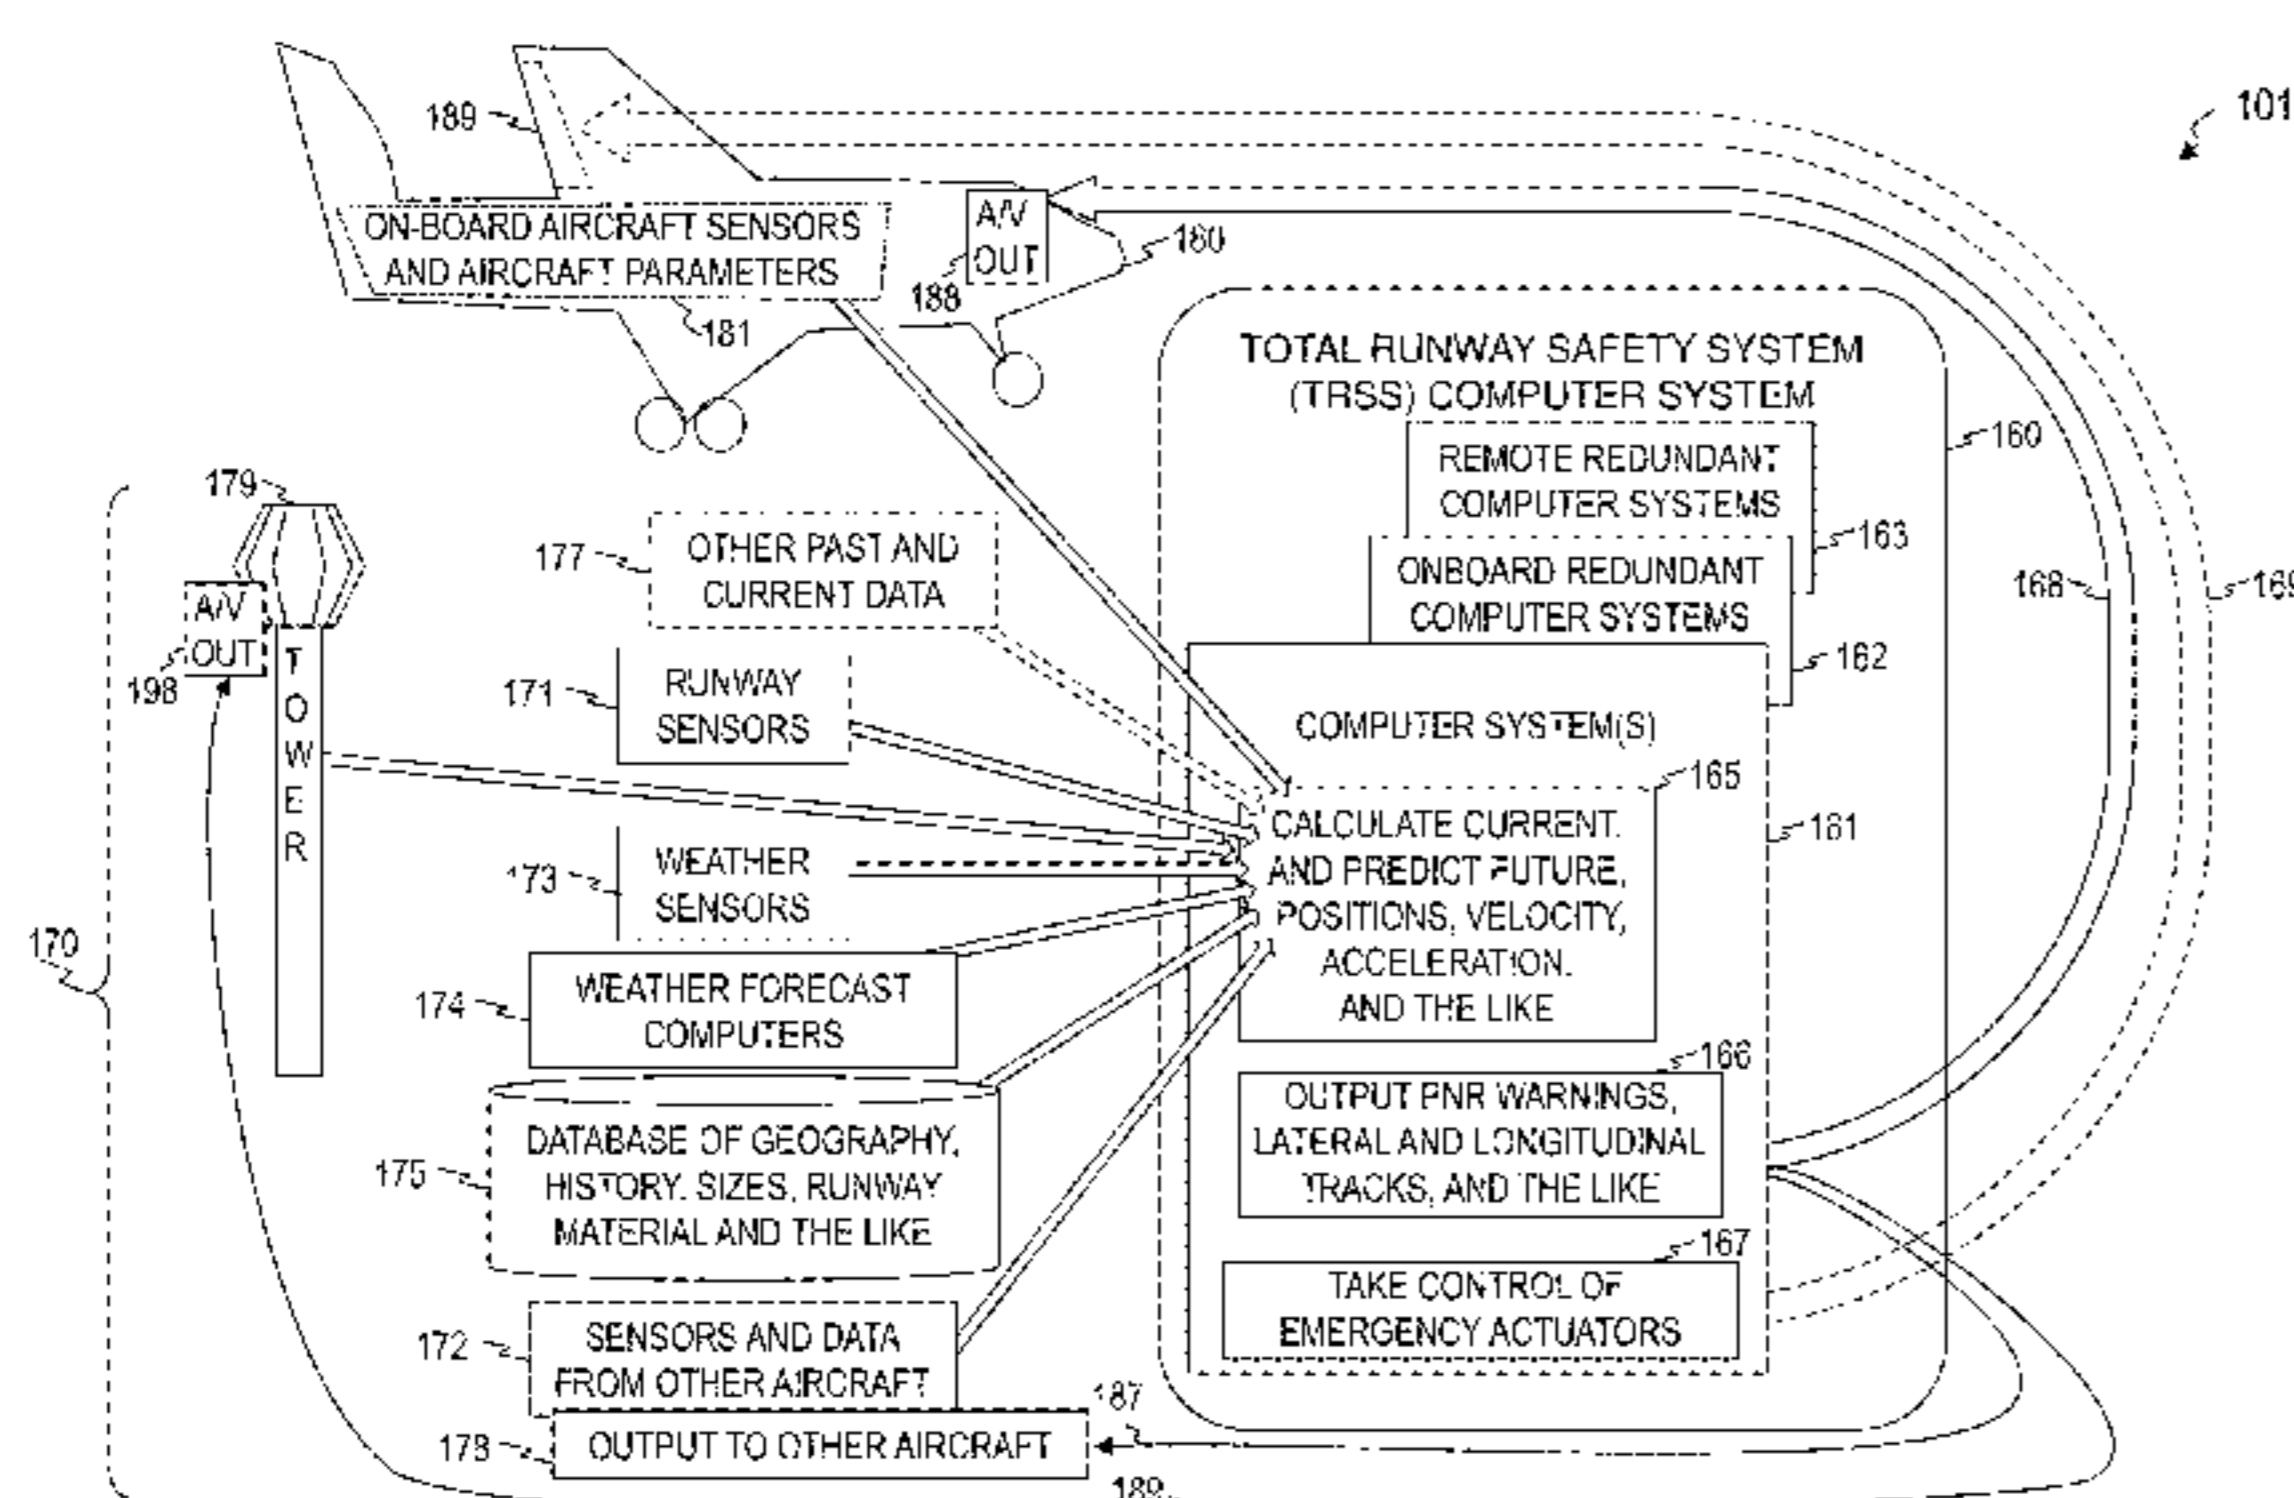 101
189
ON-BOARD AIRCRAFT SENSORS
AND AIRCRAFT PARAMETERS
181
A/V
OUT
188
180
TOTAL RUNWAY SAFETY SYSTEM
(TRSS) COMPUTER SYSTEM
160
REMOTE REDUNDANT
COMPUTER SYSTEMS
163
ONBOARD REDUNDANT
COMPUTER SYSTEMS
162
168
169
179
A/V
OUT
198
TOWER
170
177
OTHER PAST AND
CURRENT DATA
171
RUNWAY
SENSORS
173
WEATHER
SENSORS
174
WEATHER FORECAST
COMPUTERS
175
DATABASE OF GEOGRAPHY,
HISTORY, SIZES, RUNWAY
MATERIAL AND THE LIKE
172
SENSORS AND DATA
FROM OTHER AIRCRAFT
178
OUTPUT TO OTHER AIRCRAFT
187
COMPUTER SYSTEM(S)
161
165
CALCULATE CURRENT,
AND PREDICT FUTURE,
POSITIONS, VELOCITY,
ACCELERATION,
AND THE LIKE
166
OUTPUT PNR WARNINGS,
LATERAL AND LONGITUDINAL
TRACKS, AND THE LIKE
167
TAKE CONTROL OF
EMERGENCY ACTUATORS